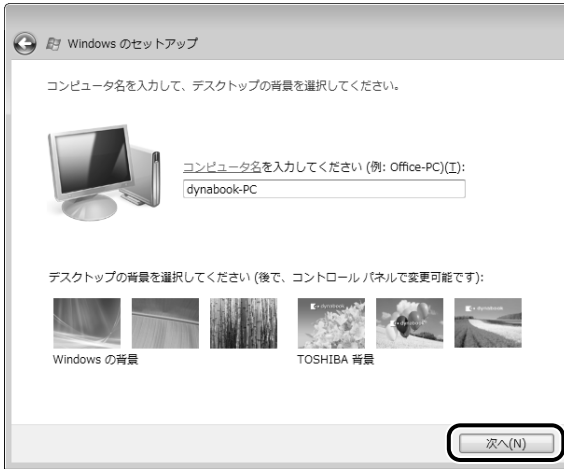 Windows のセットアップ
コンピュータ名を入力して、デスクトップの背景を選択してください。
コンピュータ名を入力してください (例: Office-PC)(T):
dynabook-PC
デスクトップの背景を選択してください (後で、コントロール パネルで変更可能です):
dynabook
dynabook
dynabook
Windows の背景
TOSHIBA 背景
次へ(N)